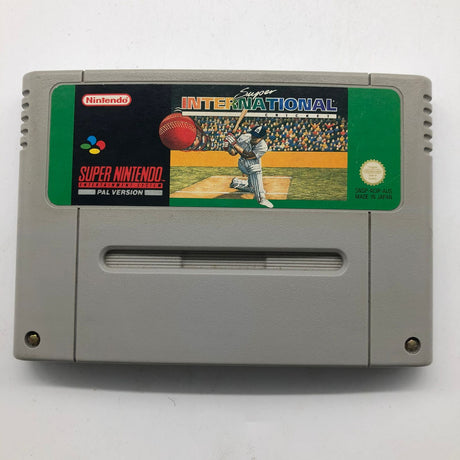 Nintendo
Super
INTERNATIONAL
CRICKET
SUPER NINTENDO
ENTERTAINMENT SYSTEM
PAL VERSION
MADE IN JAPAN